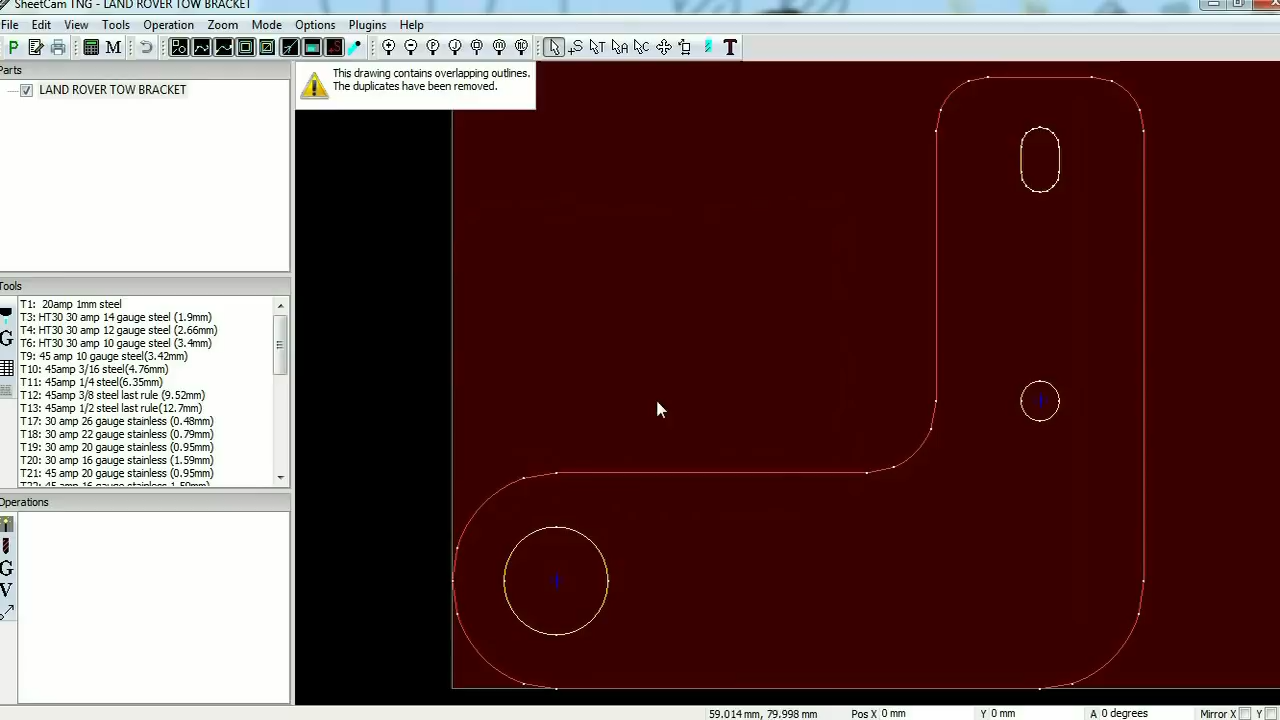 SheetCam TNG - LAND ROVER TOW BRACKET
File Edit View Tools Operation Zoom Mode Options Plugins Help
Parts
LAND ROVER TOW BRACKET
This drawing contains overlapping outlines.
The duplicates have been removed.
Tools
T1: 20amp 1mm steel
T3: HT30 30 amp 14 gauge steel (1.9mm)
T4: HT30 30 amp 12 gauge steel (2.66mm)
T6: HT30 30 amp 10 gauge steel (3.4mm)
T9: 45 amp 10 gauge steel(3.42mm)
T10: 45amp 3/16 steel(4.76mm)
T11: 45amp 1/4 steel(6.35mm)
T12: 45amp 3/8 steel last rule (9.52mm)
T13: 45amp 1/2 steel last rule(12.7mm)
T17: 30 amp 26 gauge stainless (0.48mm)
T18: 30 amp 22 gauge stainless (0.79mm)
T19: 30 amp 20 gauge stainless (0.95mm)
T20: 30 amp 16 gauge stainless (1.59mm)
T21: 45 amp 20 gauge stainless (0.95mm)
Operations
59.014 mm, 79.998 mm Pos X 0 mm Y 0 mm A 0 degrees Mirror X Y